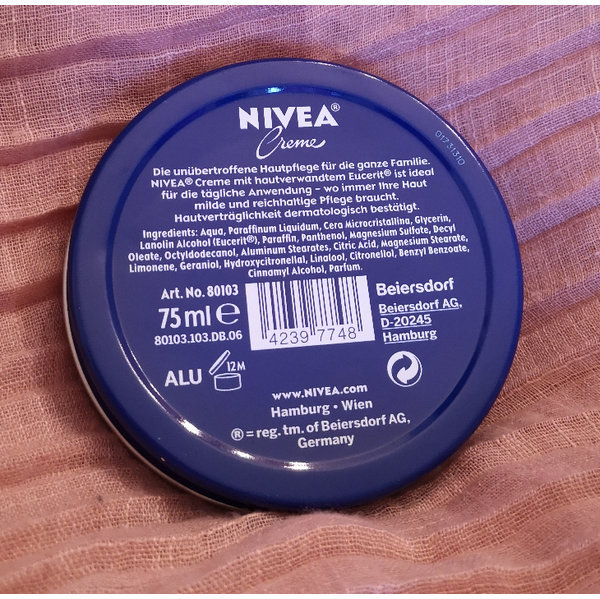 NIVEA®
Creme
01731310
Die unübertroffene Hautpflege für die ganze Familie.
NIVEA® Creme mit hautverwandtem Eucerit® ist ideal
für die tägliche Anwendung – wo immer Ihre Haut
milde und reichhaltige Pflege braucht.
Hautverträglichkeit dermatologisch bestätigt.
Ingredients: Aqua, Paraffinum Liquidum, Cera Microcristallina, Glycerin,
Lanolin Alcohol (Eucerit®), Paraffin, Panthenol, Magnesium Sulfate, Decyl
Oleate, Octyldodecanol, Aluminum Stearates, Citric Acid, Magnesium Stearate,
Limonene, Geraniol, Hydroxycitronellal, Linalool, Citronellol, Benzyl Benzoate,
Cinnamyl Alcohol, Parfum.
Art. No. 80103
75 ml ℮
80103.103.DB.06
4239 7748
Beiersdorf
Beiersdorf AG,
D-20245
Hamburg
ALU
12M
www.NIVEA.com
Hamburg • Wien
® = reg. tm. of Beiersdorf AG,
Germany